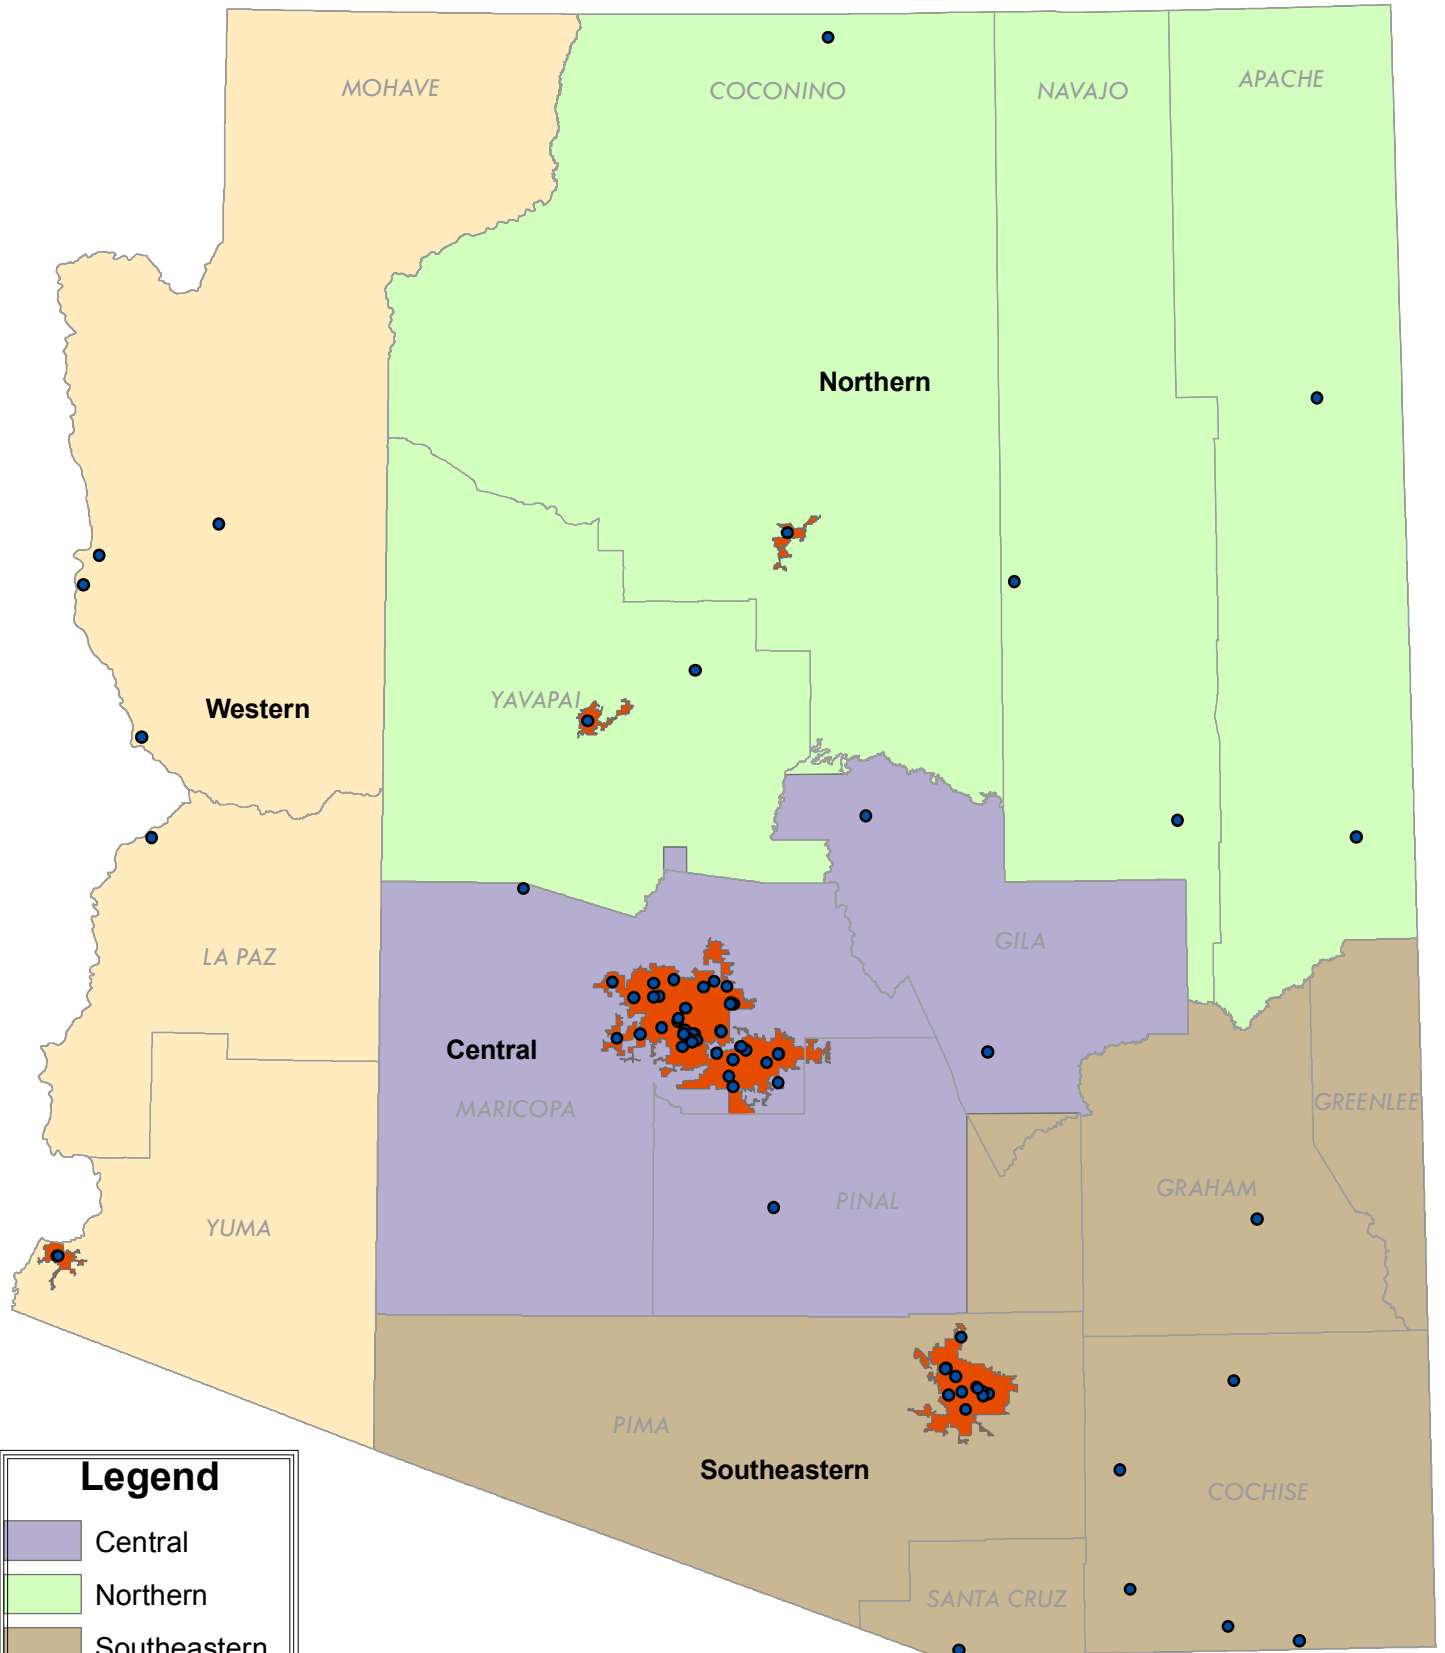 MOHAVE
COCONINO
NAVAJO
APACHE
Northern
Western
YAVAPAI
LA PAZ
GILA
Central
MARICOPA
GREENLEE
GRAHAM
PINAL
YUMA
PIMA
Southeastern
COCHISE
SANTA CRUZ
Legend
Central
Northern
Southeastern